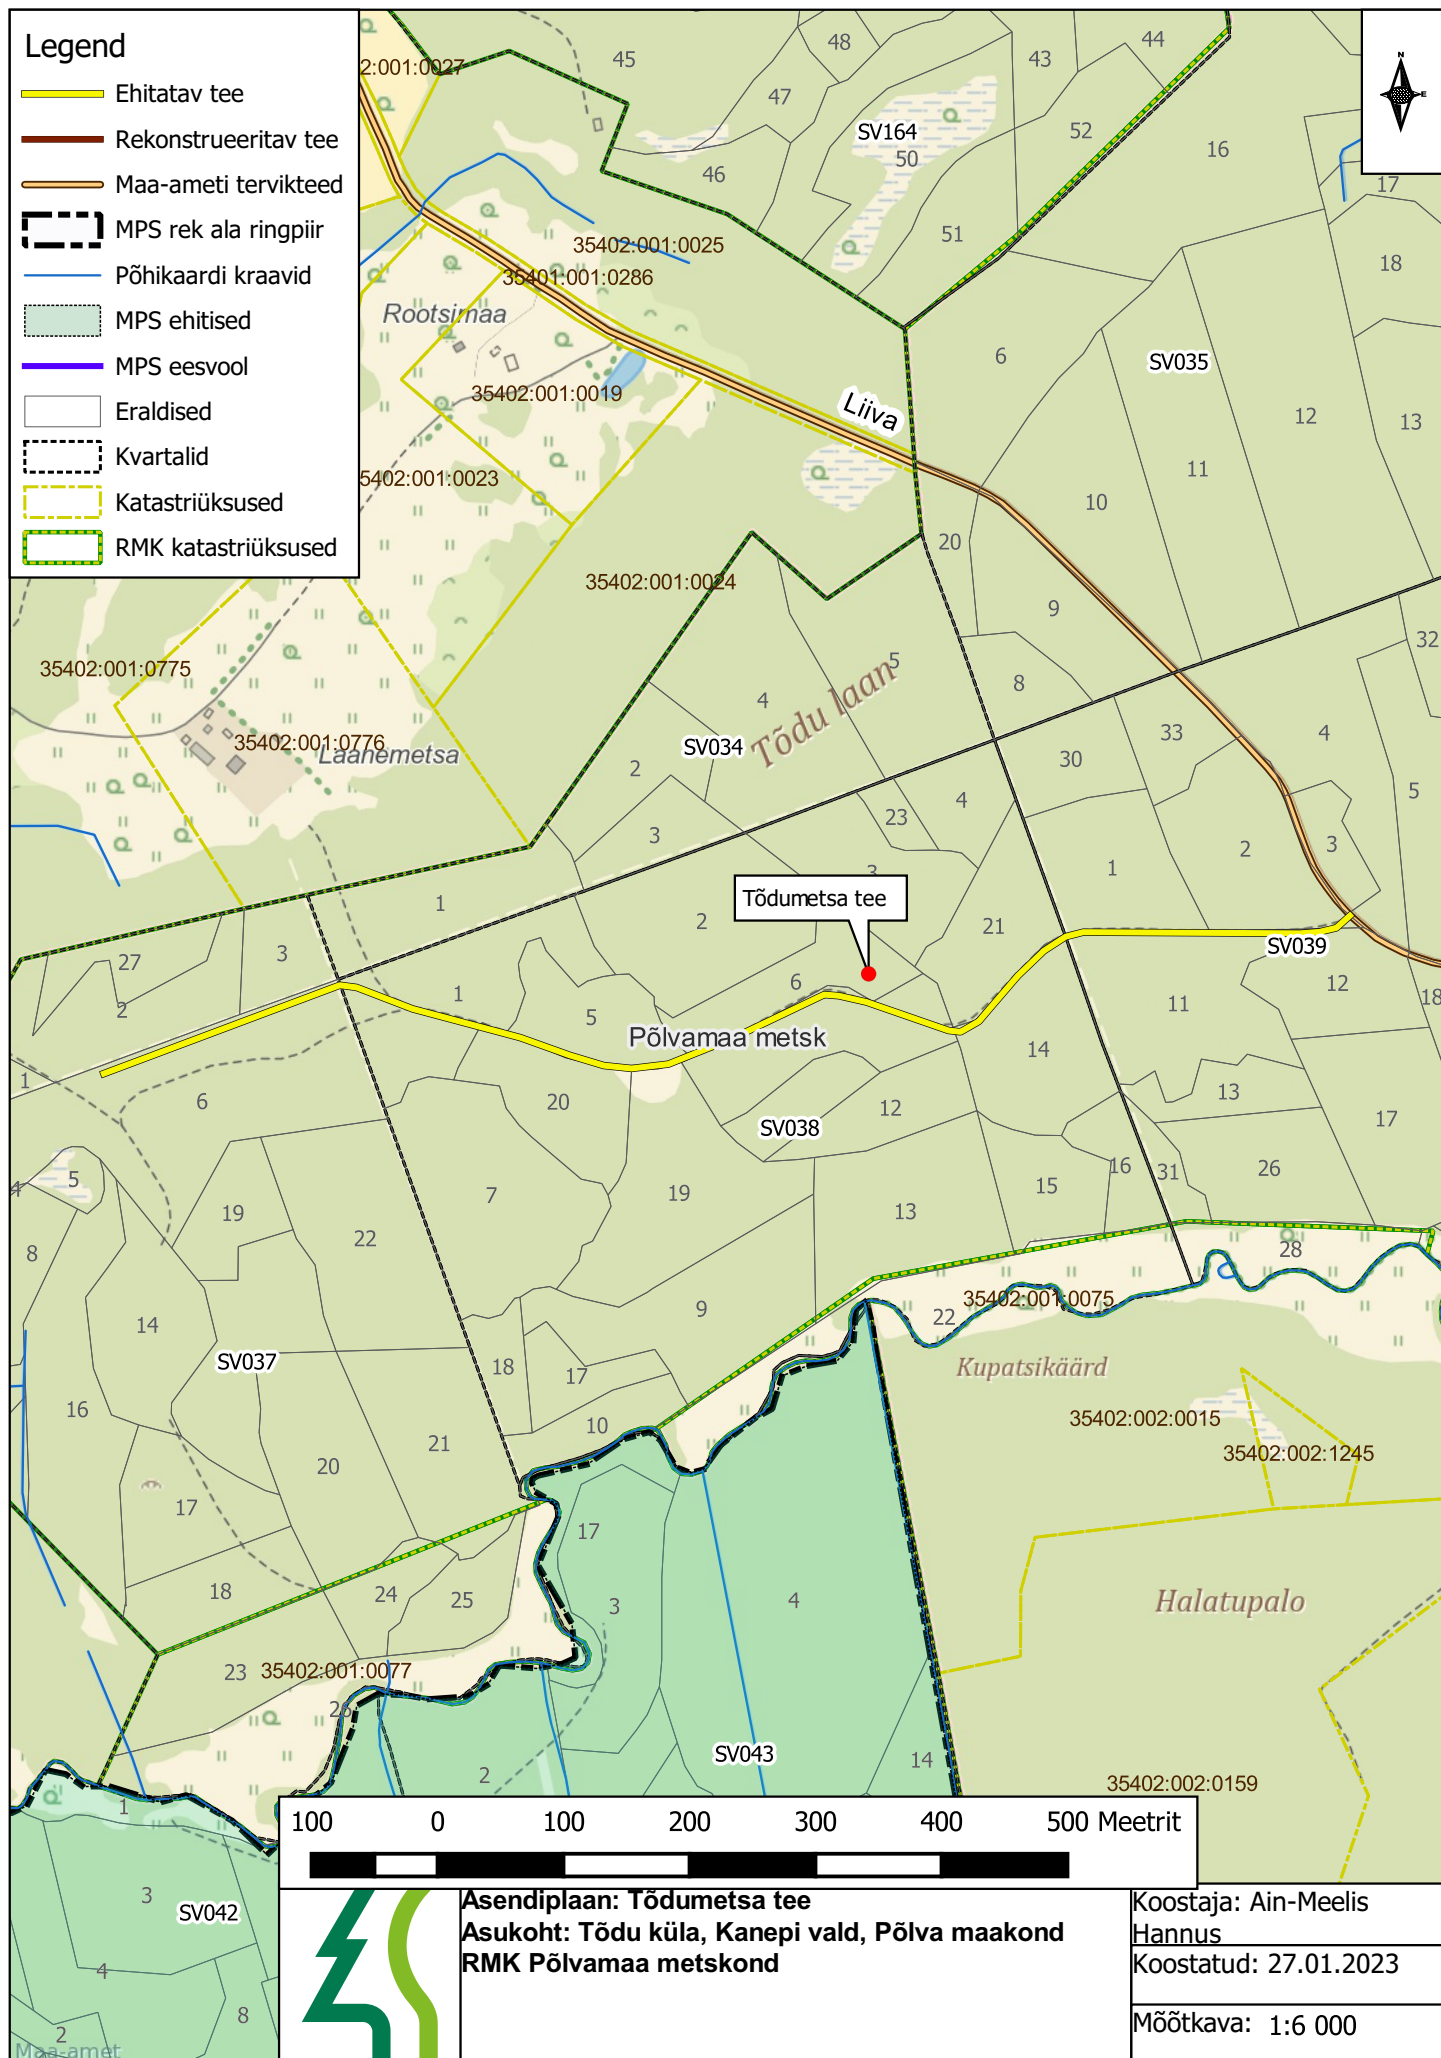 Legend
Ehitatav tee
Rekonstrueeritav tee
Maa-ameti tervikteed
MPS rek ala ringpiir
Põhikaardi kraavid
MPS ehitised
MPS eesvool
Eraldised
Kvartalid
Katastriüksused
RMK katastriüksused
2:001:0027
45
48
43
44
47
SV164
50
52
16
46
17
51
18
N
E
35402:001:0025
35401:001:0286
Rootsimaa
35402:001:0019
Liiva
6
SV035
12
13
11
10
5402:001:0023
20
35402:001:0024
9
32
35402:001:0775
5
4
8
Tõdu laan
33
4
35402:001:0776
Laanemetsa
SV034
2
30
5
3
23
4
2
3
1
3
1
2
Tõdumetsa tee
21
SV039
27
3
2
1
5
6
11
12
18
Põlvamaa metsk
14
1
6
20
12
SV038
13
17
5
4
19
7
19
15
16
31
26
8
22
13
28
14
9
22
35402:001:0075
SV037
18
17
Kupatsikäärd
16
10
35402:002:0015
21
35402:002:1245
20
17
17
18
24
25
3
4
Halatupalo
23
35402:001:0077
26
SV043
2
14
35402:002:0159
1
100 0 100 200 300 400 500 Meetrit
3
SV042
4
8
2
Maa-amet
Asendiplaan: Tõdumetsa tee
Asukoht: Tõdu küla, Kanepi vald, Põlva maakond
RMK Põlvamaa metskond
Koostaja: Ain-Meelis
Hannus
Koostatud: 27.01.2023
Mõõtkava: 1:6 000